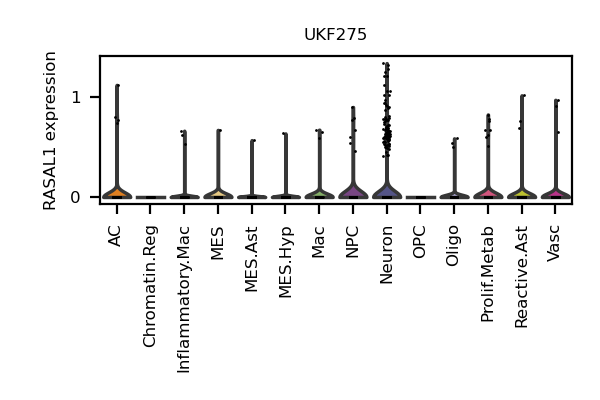 UKF275
RASAL1 expression
1
0
AC
Chromatin.Reg
Inflammatory.Mac
MES
MES.Ast
MES.Hyp
Mac
NPC
Neuron
OPC
Oligo
Prolif.Metab
Reactive.Ast
Vasc